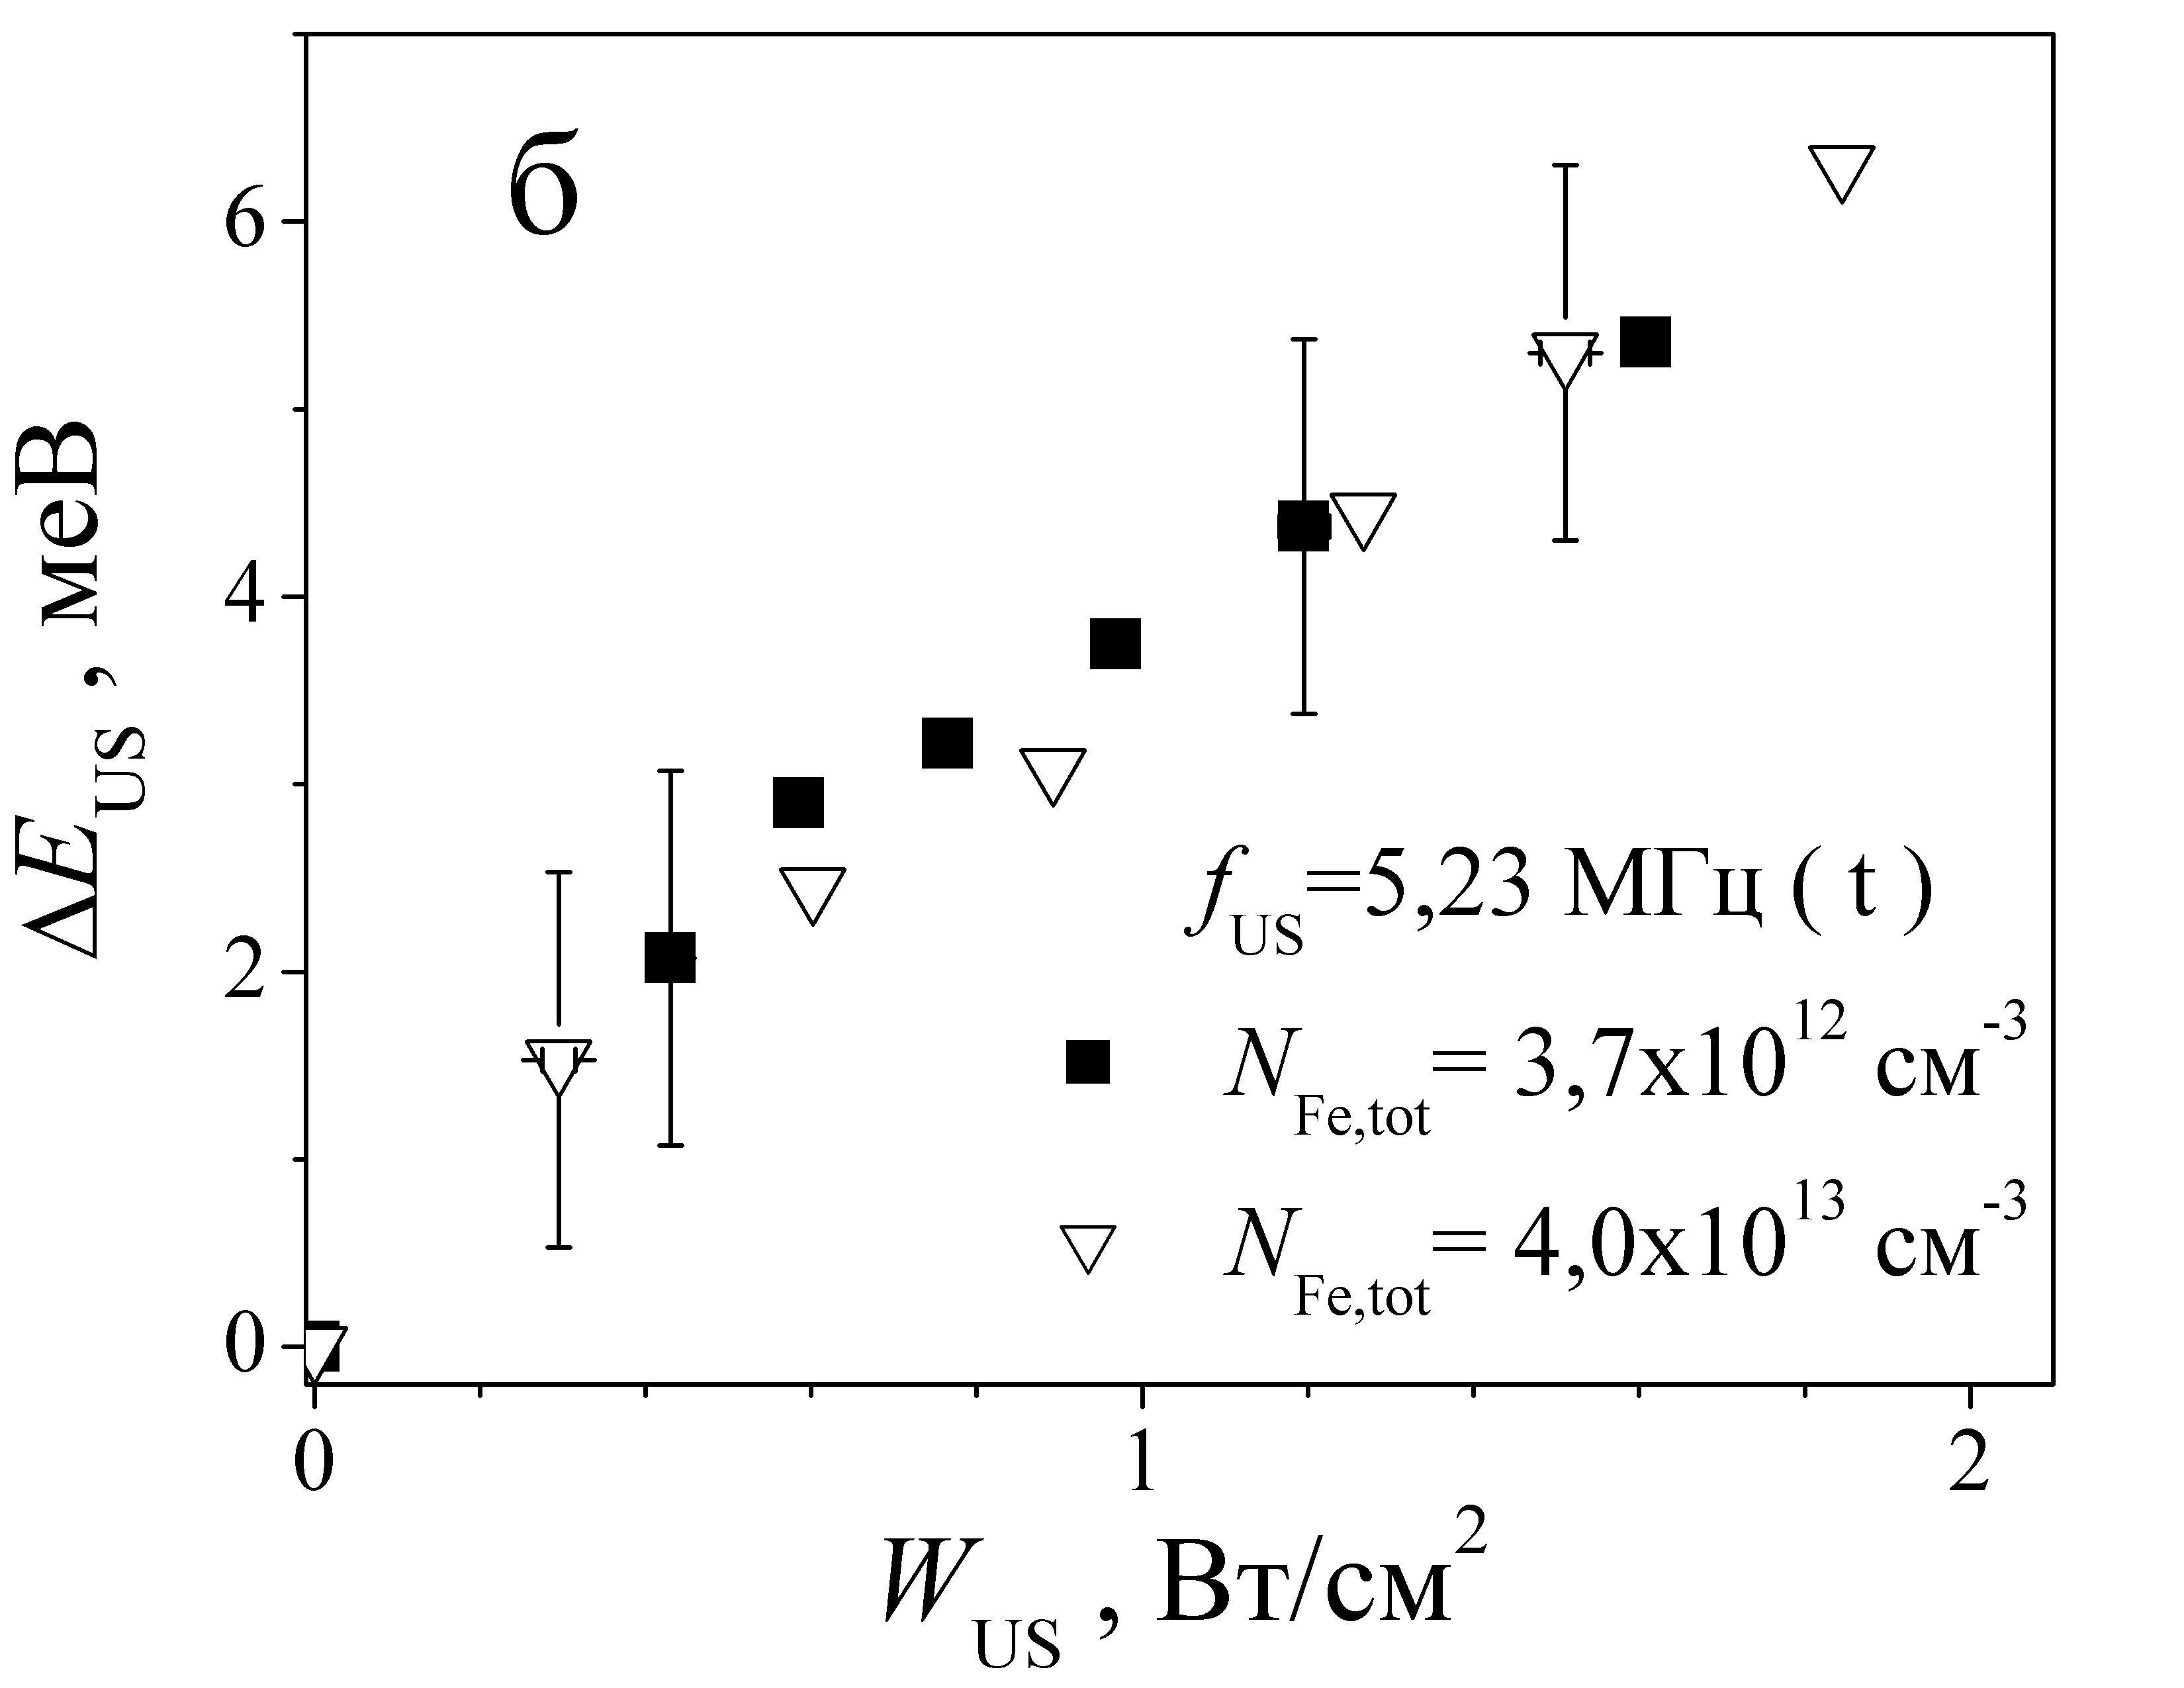 б
6
4
2
0
ΔE_US , меВ
f_US=5,23 МГц ( t )
N_Fe,tot= 3,7x10^12 см^-3
N_Fe,tot= 4,0x10^13 см^-3
0 1 2
W_US , Вт/см^2